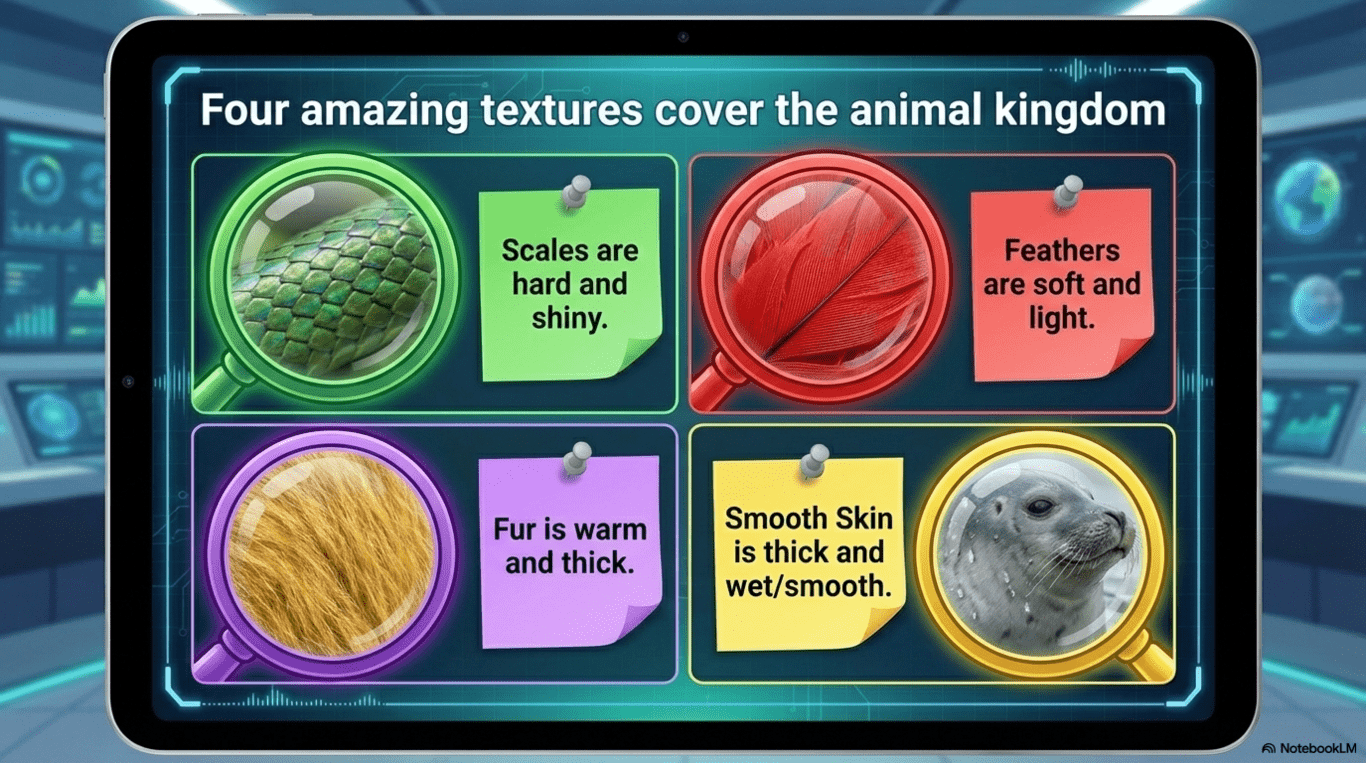 Four amazing textures cover the animal kingdom
Scales are
hard and
shiny.
Feathers
are soft and
light.
Fur is warm
and thick.
Smooth Skin
is thick and
wet/smooth.
NotebookLM